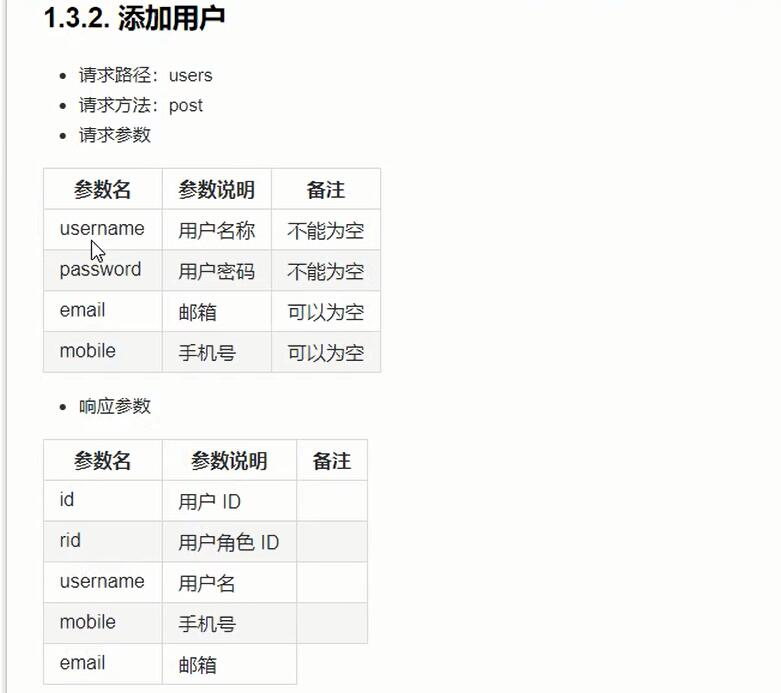 1.3.2. 添加用户
请求路径：users
请求方法：post
请求参数
参数名 参数说明 备注
username 用户名称 不能为空
password 用户密码 不能为空
email 邮箱 可以为空
mobile 手机号 可以为空
响应参数
参数名 参数说明 备注
id 用户 ID
rid 用户角色 ID
username 用户名
mobile 手机号
email 邮箱